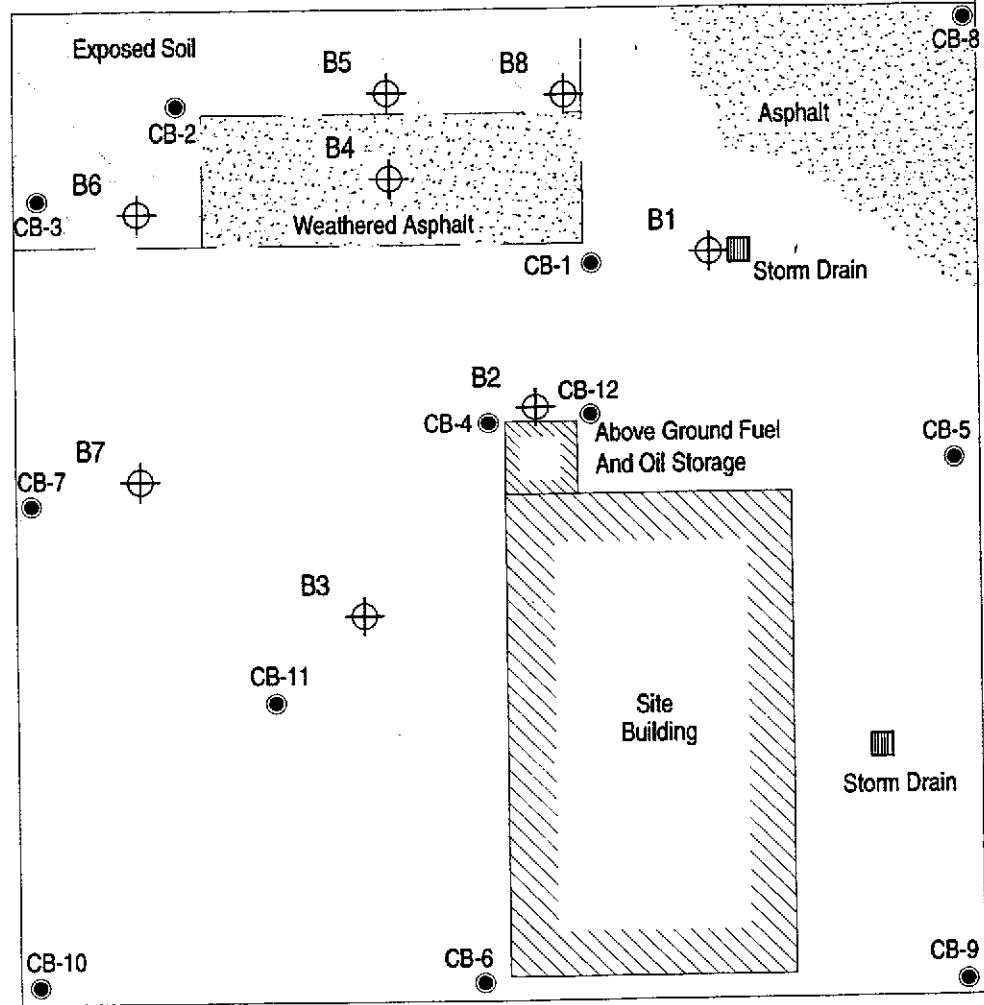 CB-8
Exposed Soil
B5
B8
Asphalt
CB-2
B4
B6
CB-3
Weathered Asphalt
B1
CB-1
Storm Drain
B2
CB-12
CB-4
Above Ground Fuel
And Oil Storage
CB-5
B7
CB-7
B3
CB-11
Site
Building
Storm Drain
CB-10
CB-6
CB-9